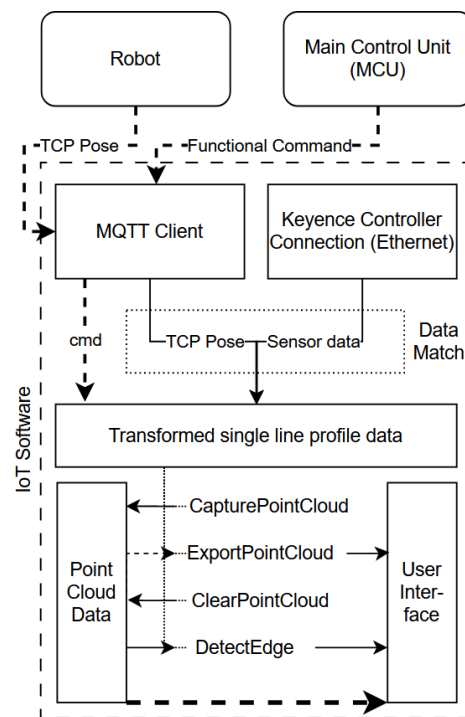 Robot
Main Control Unit
(MCU)
TCP Pose
Functional Command
MQTT Client
Keyence Controller
Connection (Ethernet)
cmd
TCP Pose
Sensor data
Data
Match
Transformed single line profile data
IoT Software
Point
Cloud
Data
CapturePointCloud
ExportPointCloud
ClearPointCloud
DetectEdge
User
Inter-
face